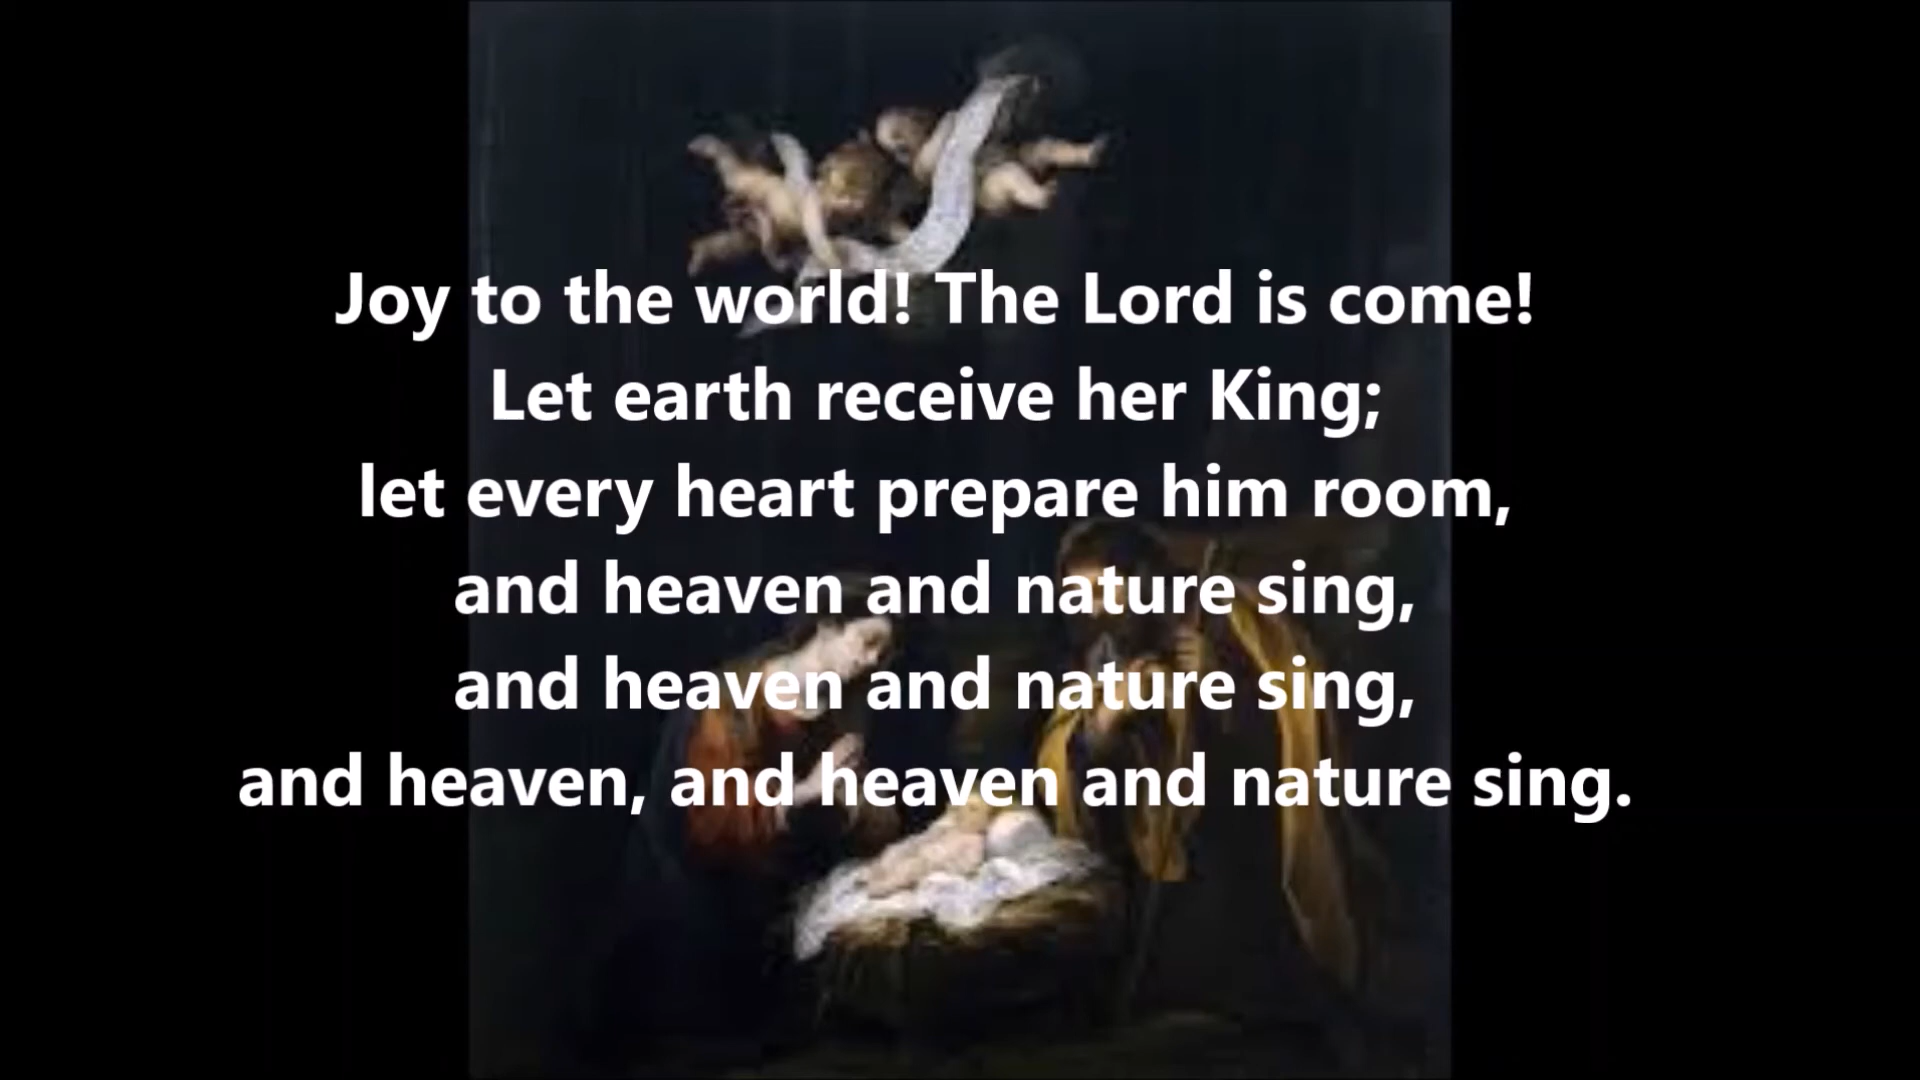 Joy to the world! The Lord is come!
Let earth receive her King;
let every heart prepare him room,
and heaven and nature sing,
and heaven and nature sing,
and heaven, and heaven and nature sing.